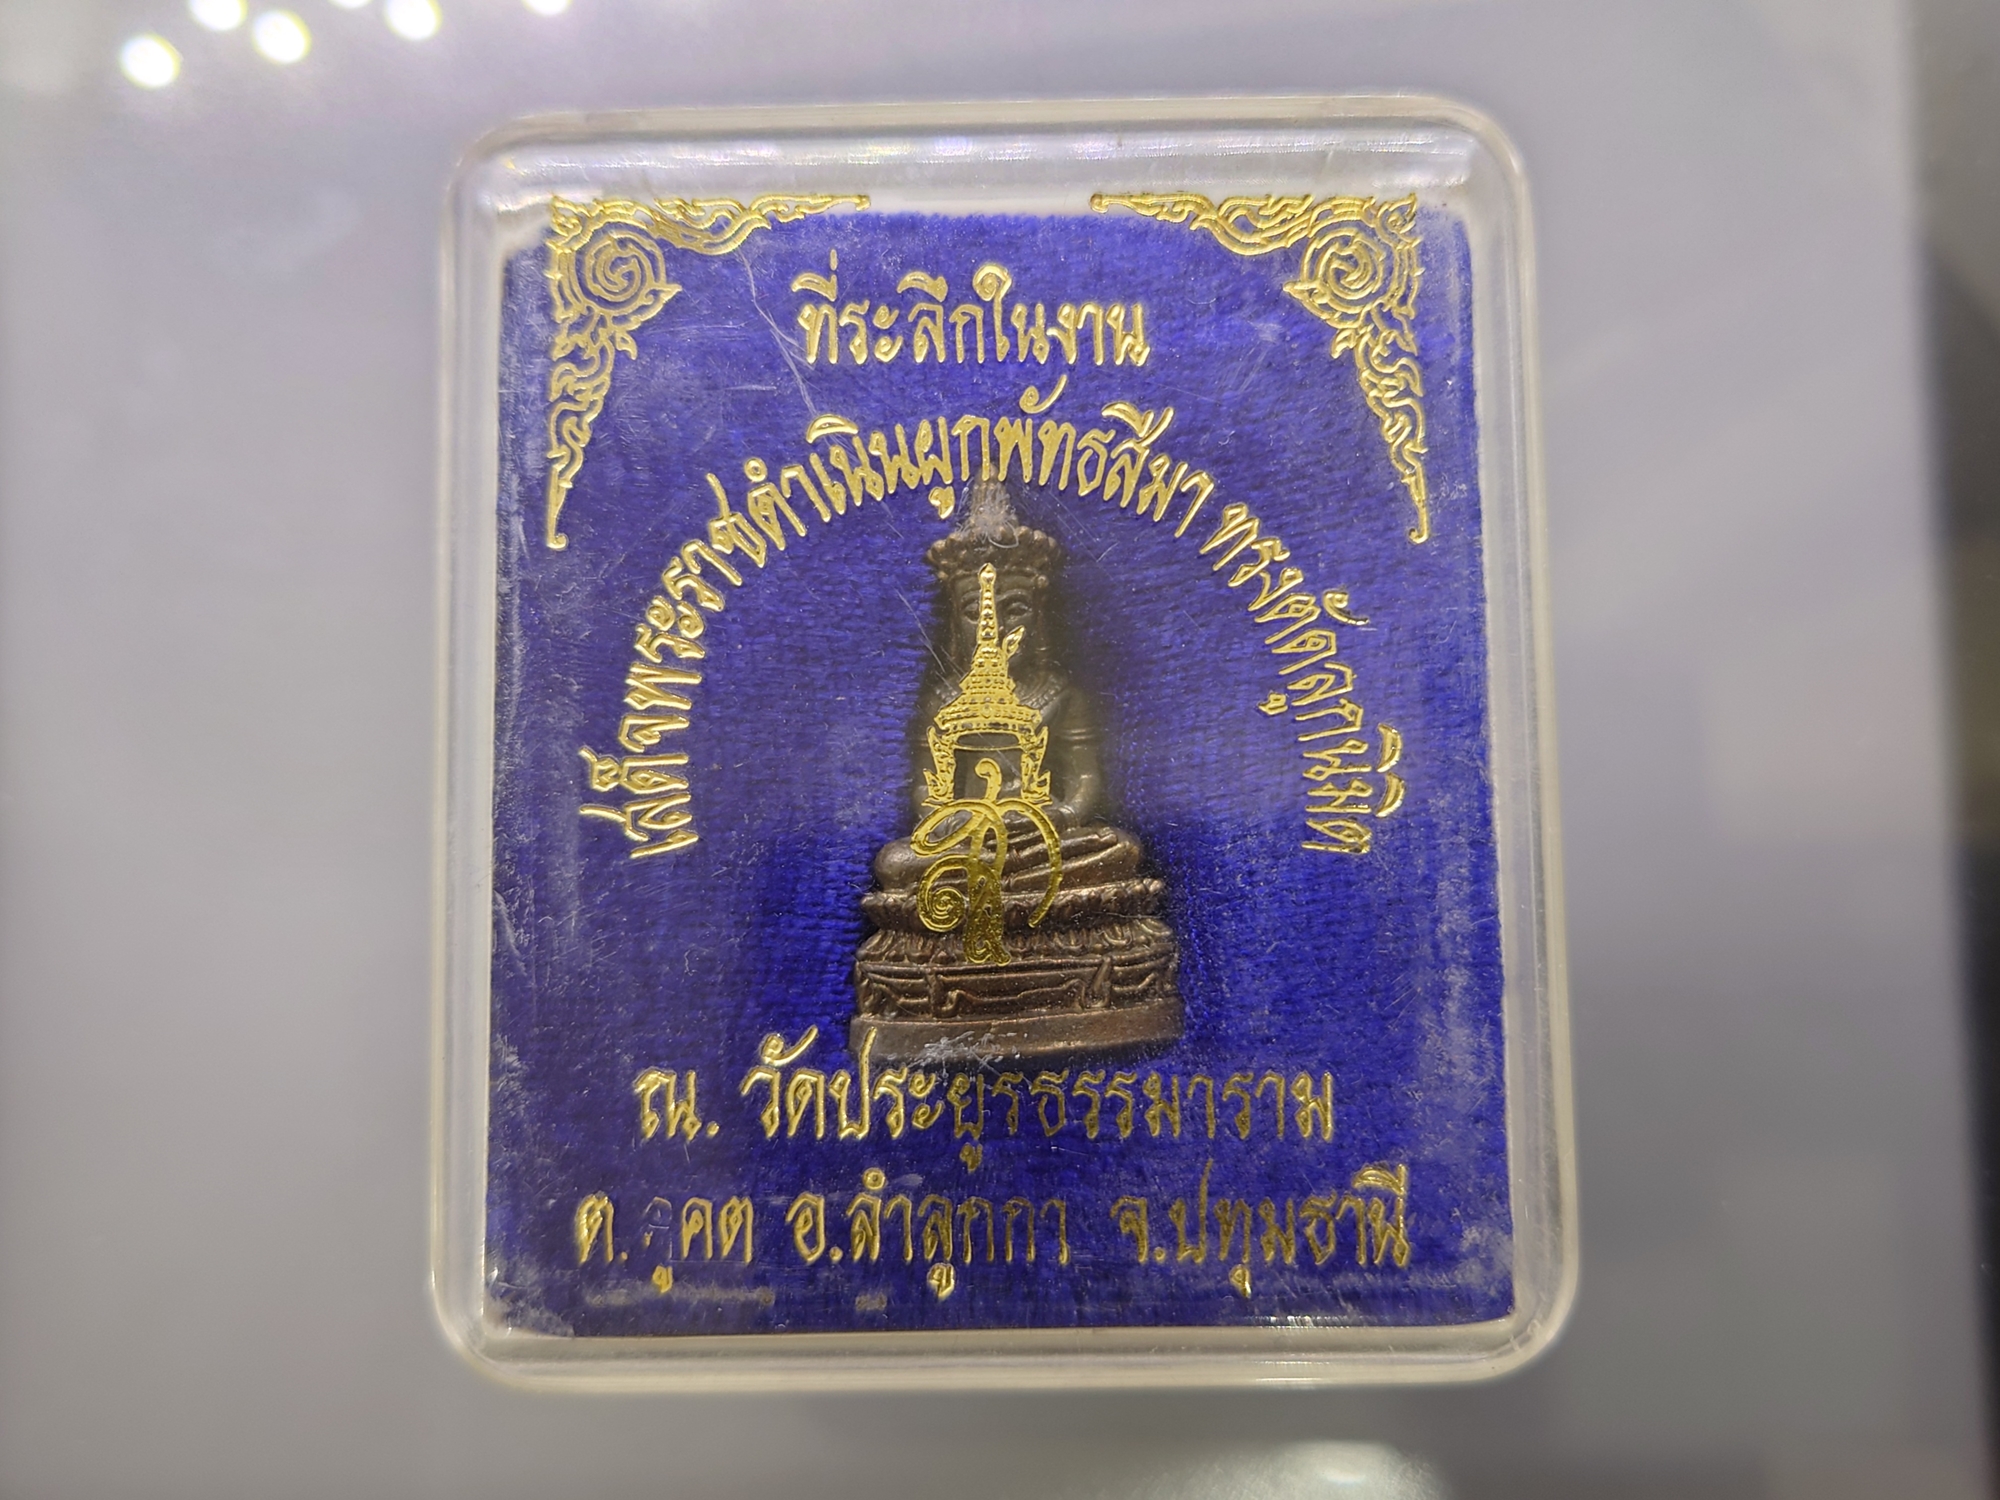 ที่ระลึกในงาน
เสด็จพระราชดำเนินผูกพัทธสีมา ทรงตัดลูกนิมิต
ส
ณ. วัดประยูรธรรมาราม
ต.คูคต อ.ลำลูกกา จ.ปทุมธานี